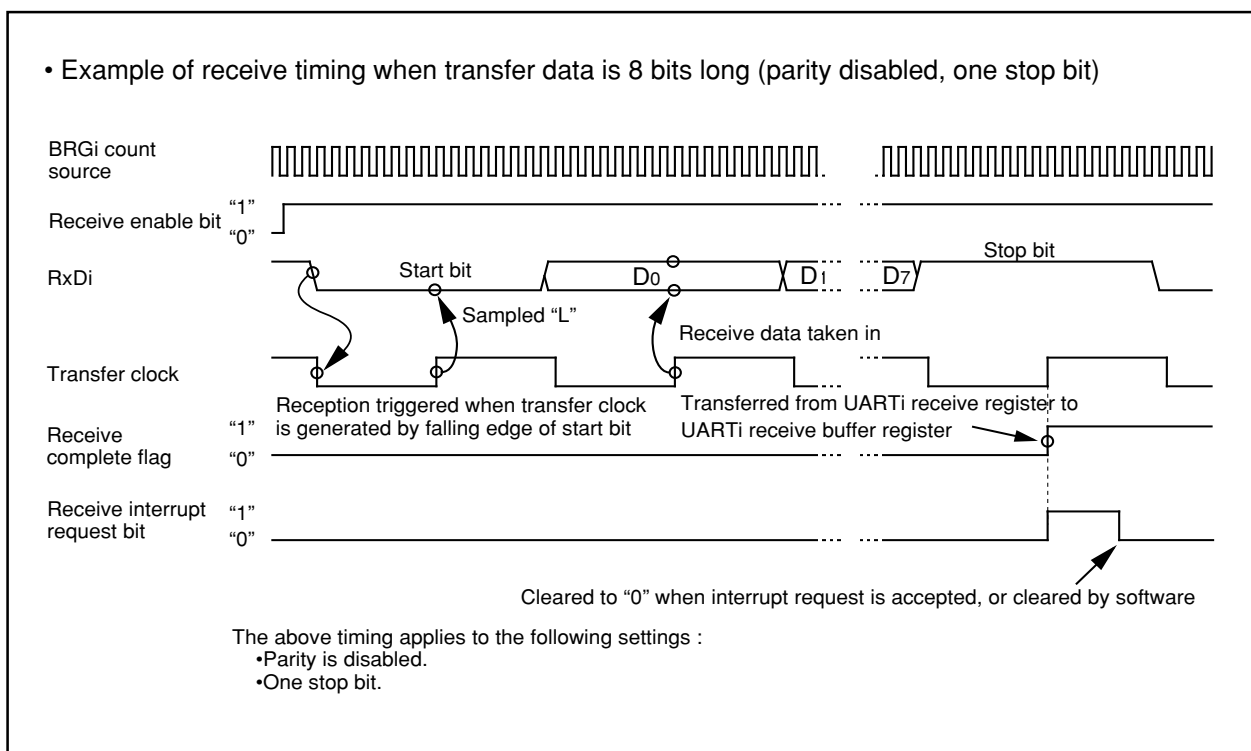 • Example of receive timing when transfer data is 8 bits long (parity disabled, one stop bit)
BRGi count
source
Receive enable bit
“1”
“0”
RxDi
Start bit
D0
D1
D7
Stop bit
Sampled “L”
Receive data taken in
Transfer clock
Reception triggered when transfer clock
is generated by falling edge of start bit
Transferred from UARTi receive register to
UARTi receive buffer register
Receive
complete flag
“1”
“0”
Receive interrupt
request bit
“1”
“0”
Cleared to “0” when interrupt request is accepted, or cleared by software
The above timing applies to the following settings :
•Parity is disabled.
•One stop bit.